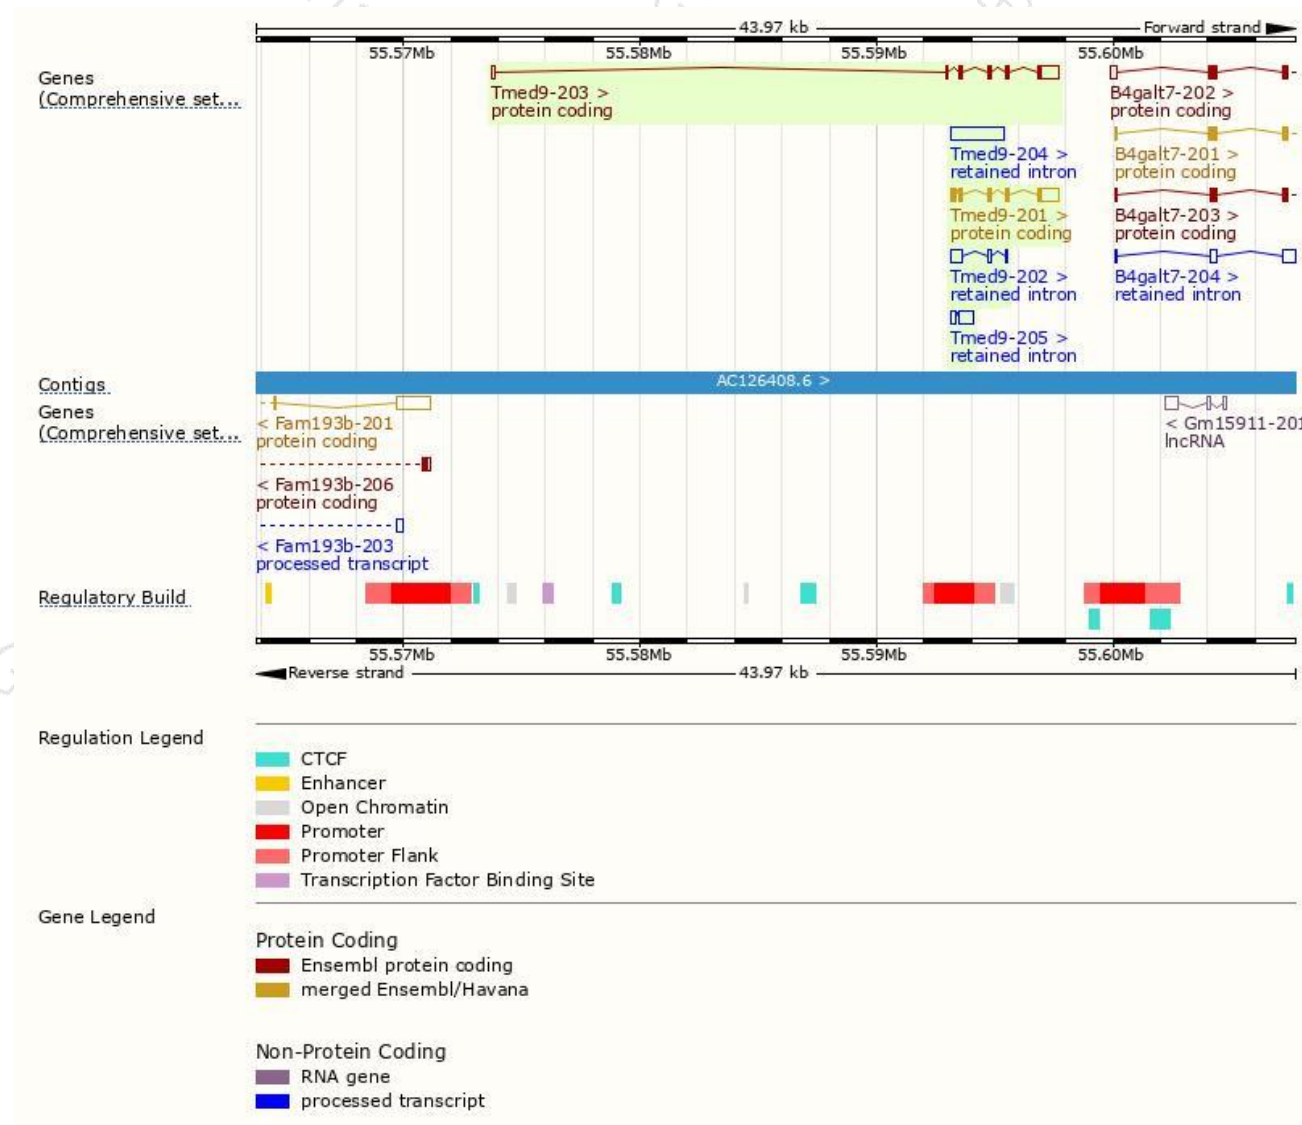 43.97 kb
Forward strand
55.57Mb 55.58Mb 55.59Mb 55.60Mb
Genes
(Comprehensive set...
Tmed9-203 >
protein coding
B4galt7-202 >
protein coding
Tmed9-204 >
retained intron
B4galt7-201 >
protein coding
Tmed9-201 >
protein coding
B4galt7-203 >
protein coding
Tmed9-202 >
retained intron
B4galt7-204 >
retained intron
Tmed9-205 >
retained intron
Contigs
AC126408.6 >
Genes
(Comprehensive set...
< Fam193b-201
protein coding
< Gm15911-201
lncRNA
< Fam193b-206
protein coding
< Fam193b-203
processed transcript
Regulatory Build
55.57Mb 55.58Mb 55.59Mb 55.60Mb
Reverse strand
43.97 kb
Regulation Legend
CTCF
Enhancer
Open Chromatin
Promoter
Promoter Flank
Transcription Factor Binding Site
Gene Legend
Protein Coding
Ensembl protein coding
merged Ensembl/Havana
Non-Protein Coding
RNA gene
processed transcript